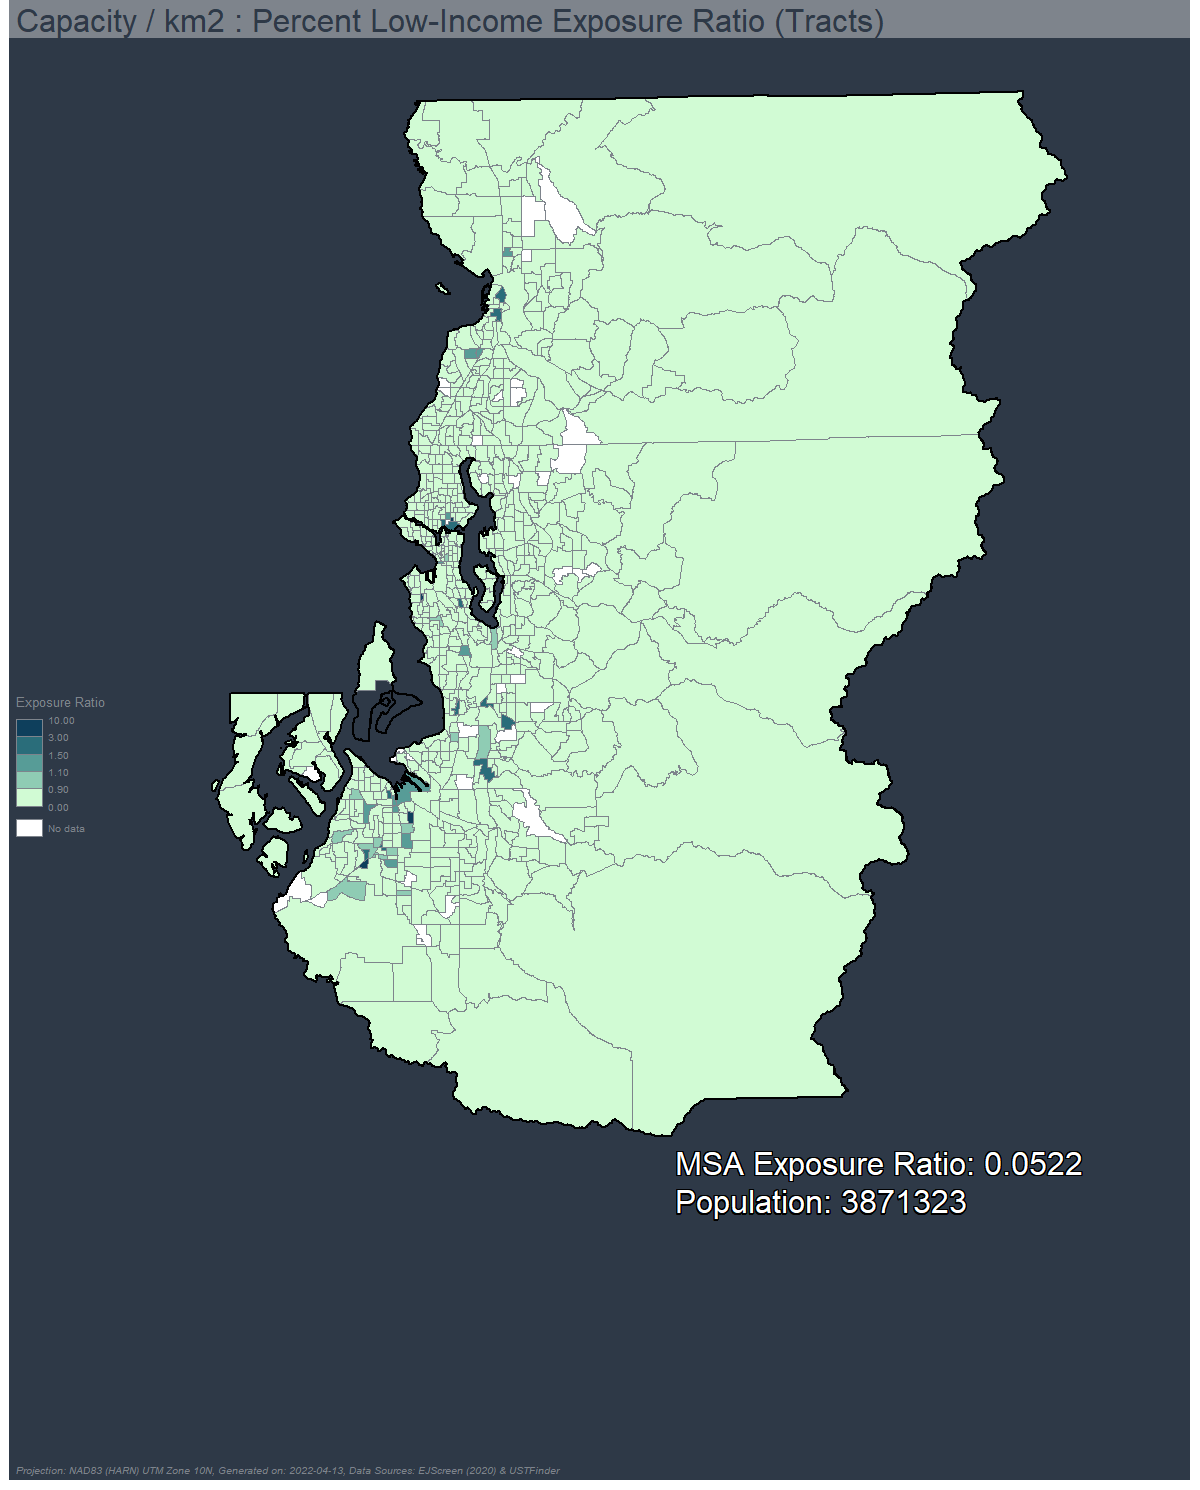 Capacity / km2 : Percent Low-Income Exposure Ratio (Tracts)
Exposure Ratio
10.00
3.00
1.50
1.10
0.90
0.00
No data
MSA Exposure Ratio: 0.0522
Population: 3871323
Projection: NAD83 (HARN) UTM Zone 10N, Generated on: 2022-04-13, Data Sources: EJScreen (2020) & USTFinder